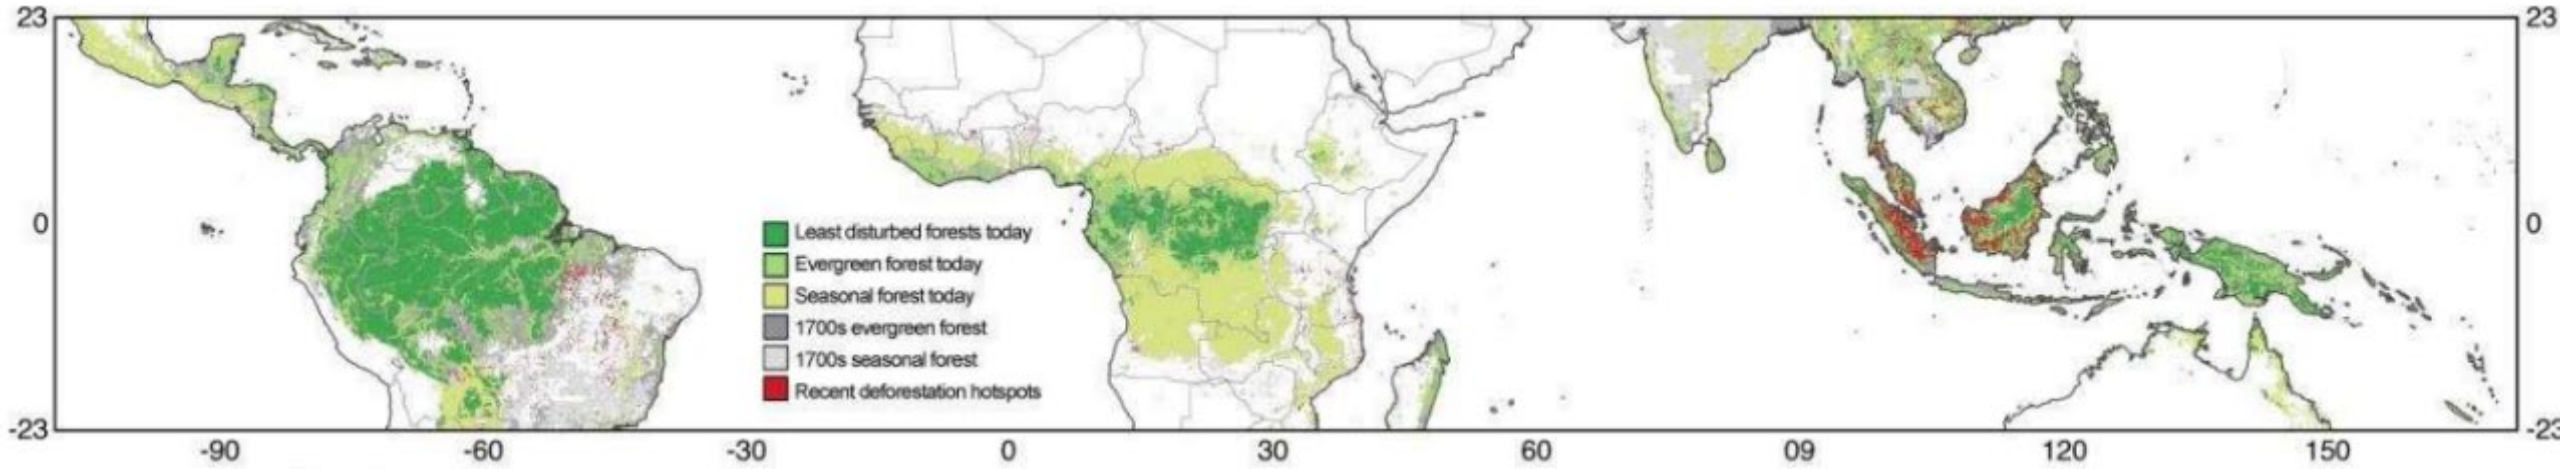 23
23
0
0
Least disturbed forests today
Evergreen forest today
Seasonal forest today
1700s evergreen forest
1700s seasonal forest
Recent deforestation hotspots
-23
-23
-90
-60
-30
0
30
60
09
120
150